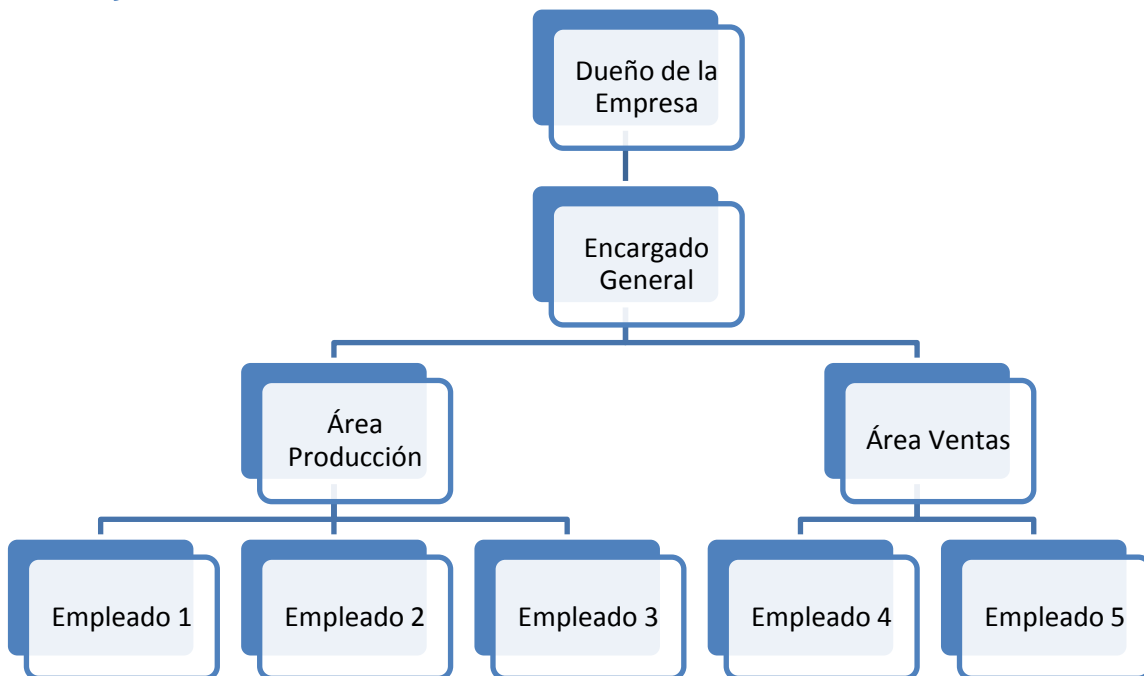 Dueño de la
Empresa
Encargado
General
Área
Producción
Área Ventas
Empleado 1
Empleado 2
Empleado 3
Empleado 4
Empleado 5